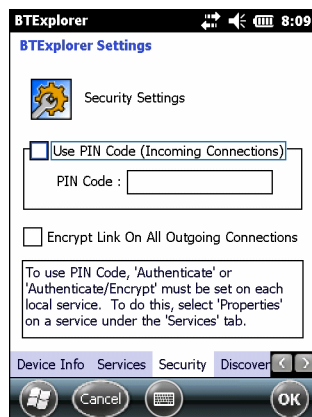 BTExplorer 8:09
BTExplorer Settings
Security Settings
Use PIN Code (Incoming Connections)
PIN Code :
Encrypt Link On All Outgoing Connections
To use PIN Code, 'Authenticate' or
'Authenticate/Encrypt' must be set on each
local service. To do this, select 'Properties'
on a service under the 'Services' tab.
Device Info Services Security Discover
Cancel OK